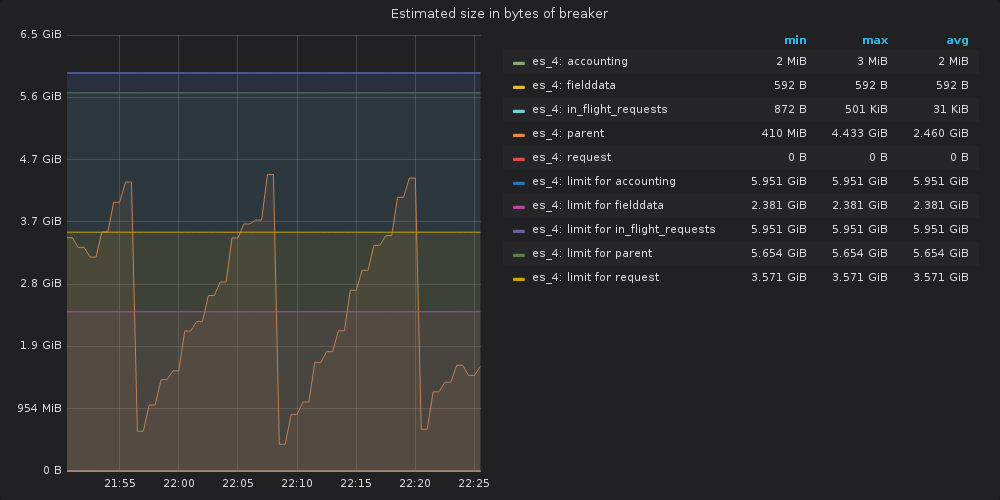 Estimated size in bytes of breaker
6.5 GiB
5.6 GiB
4.7 GiB
3.7 GiB
2.8 GiB
1.9 GiB
954 MiB
0 B
21:55 22:00 22:05 22:10 22:15 22:20 22:25
min max avg
es_4: accounting 2 MiB 3 MiB 2 MiB
es_4: fielddata 592 B 592 B 592 B
es_4: in_flight_requests 872 B 501 KiB 31 KiB
es_4: parent 410 MiB 4.433 GiB 2.460 GiB
es_4: request 0 B 0 B 0 B
es_4: limit for accounting 5.951 GiB 5.951 GiB 5.951 GiB
es_4: limit for fielddata 2.381 GiB 2.381 GiB 2.381 GiB
es_4: limit for in_flight_requests 5.951 GiB 5.951 GiB 5.951 GiB
es_4: limit for parent 5.654 GiB 5.654 GiB 5.654 GiB
es_4: limit for request 3.571 GiB 3.571 GiB 3.571 GiB